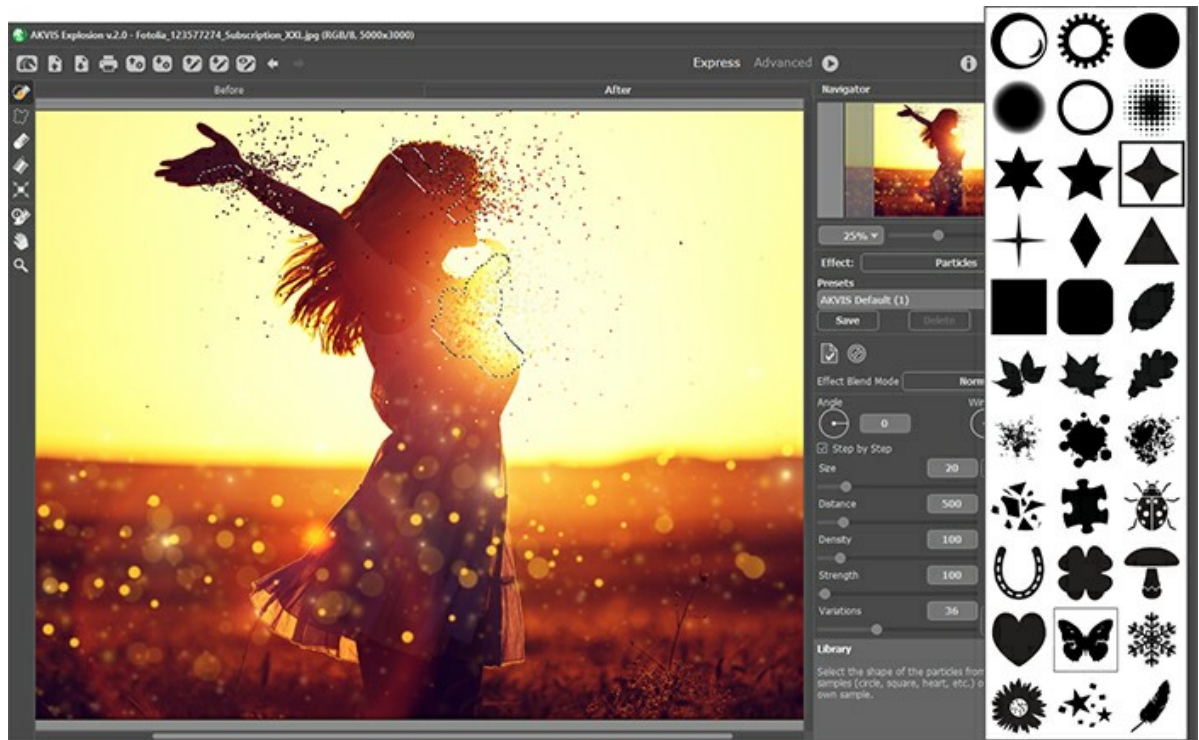 AKVIS Explosion v.2.0 - Fotolia_123577274_Subscription_XXL.jpg (RGB/8, 5000x3000)
Express Advanced
Before After
Navigator
25%
Effect: Particles
Presets
AKVIS Default (1)
Save Delete
Effect Blend Mode Norm
Angle Win
0
Step by Step
Size 20
Distance 500
Density 100
Strength 100
Variations 36
Library
Select the shape of the particles from
samples (circle, square, heart, etc.) o
own sample.